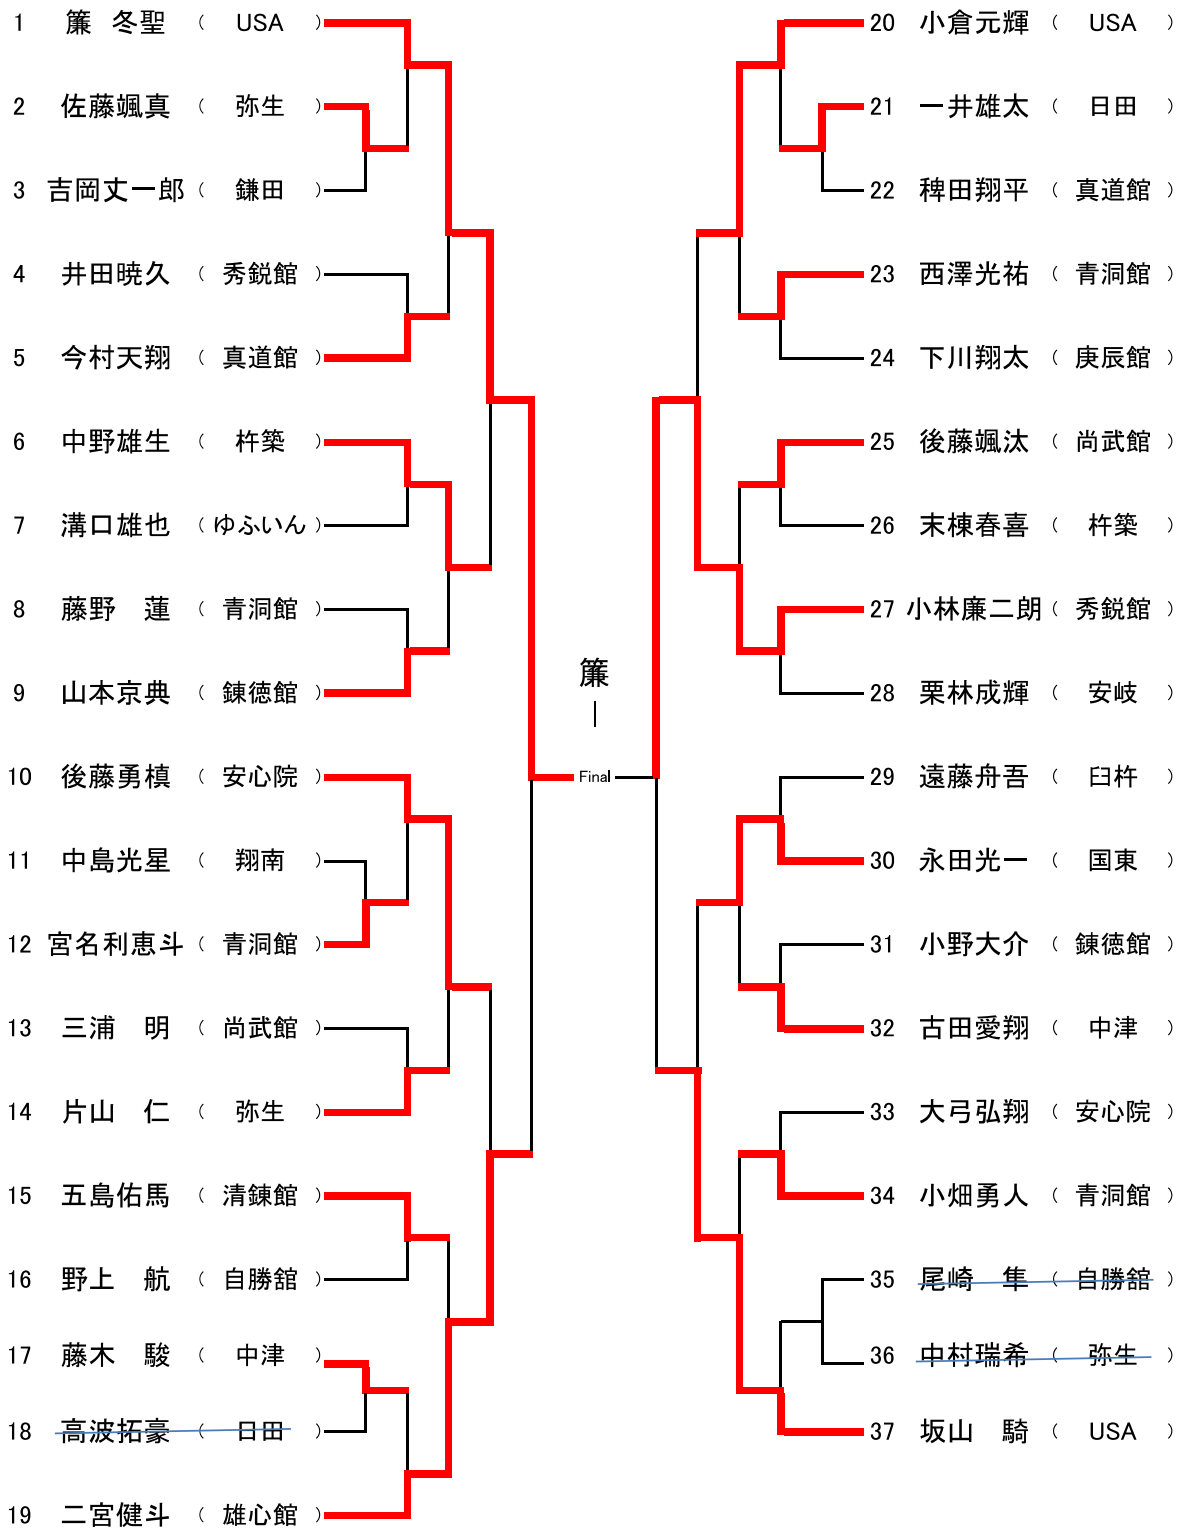 1 簾 冬聖 （ USA ）
2 佐藤颯真 （ 弥生 ）
3 吉岡丈一郎 （ 鎌田 ）
4 井田暁久 （ 秀鋭館 ）
5 今村天翔 （ 真道館 ）
6 中野雄生 （ 杵築 ）
7 溝口雄也 （ ゆふいん ）
8 藤野　蓮 （ 青洞館 ）
9 山本京典 （ 錬徳館 ）
10 後藤勇槙 （ 安心院 ）
11 中島光星 （ 翔南 ）
12 宮名利恵斗 （ 青洞館 ）
13 三浦　明 （ 尚武館 ）
14 片山　仁 （ 弥生 ）
15 五島佑馬 （ 清錬館 ）
16 野上　航 （ 自勝舘 ）
17 藤木　駿 （ 中津 ）
18 高波拓豪 （ 日田 ）
19 二宮健斗 （ 雄心館 ）
簾
Final
20 小倉元輝 （ USA ）
21 一井雄太 （ 日田 ）
22 稗田翔平 （ 真道館 ）
23 西澤光祐 （ 青洞館 ）
24 下川翔太 （ 庚辰館 ）
25 後藤颯汰 （ 尚武館 ）
26 末棟春喜 （ 杵築 ）
27 小林廉二朗 （ 秀鋭館 ）
28 栗林成輝 （ 安岐 ）
29 遠藤舟吾 （ 臼杵 ）
30 永田光一 （ 国東 ）
31 小野大介 （ 錬徳館 ）
32 古田愛翔 （ 中津 ）
33 大弓弘翔 （ 安心院 ）
34 小畑勇人 （ 青洞館 ）
35 尾崎　隼 （ 自勝舘 ）
36 中村瑞希 （ 弥生 ）
37 坂山　騎 （ USA ）